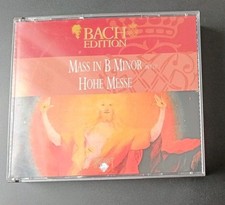 BACH
EDITION
MASS IN B MINOR
HOHE MESSE